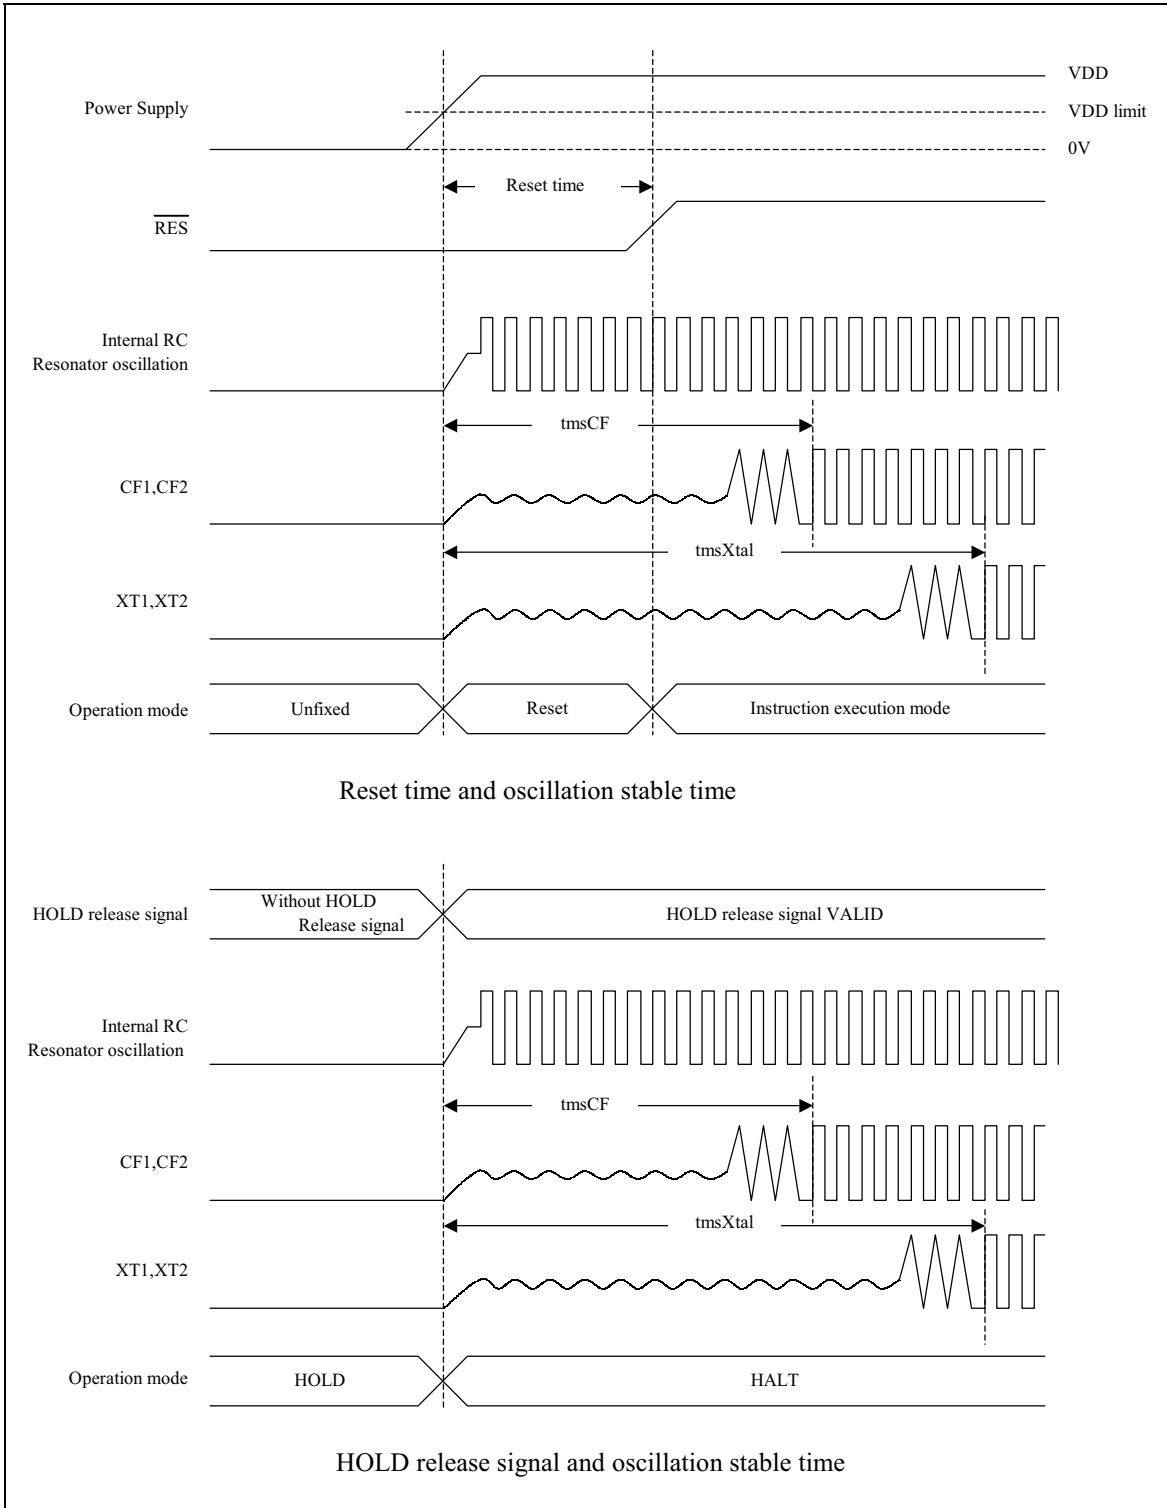 VDD
Power Supply
VDD limit
0V
Reset time
RES
Internal RC
Resonator oscillation
tmsCF
CF1,CF2
tmsXtal
XT1,XT2
Operation mode
Unfixed
Reset
Instruction execution mode
Reset time and oscillation stable time
HOLD release signal
Without HOLD
Release signal
HOLD release signal VALID
Internal RC
Resonator oscillation
tmsCF
CF1,CF2
tmsXtal
XT1,XT2
Operation mode
HOLD
HALT
HOLD release signal and oscillation stable time